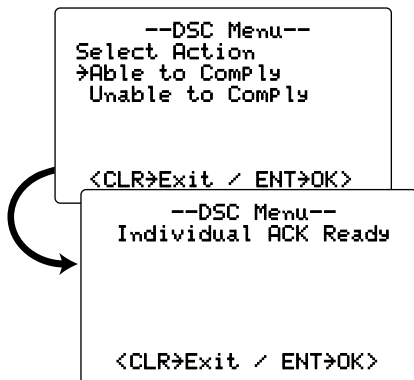 --DSC Menu--
Select Action
→Able to ComPly
Unable to ComPly
<CLR→Exit / ENT→OK>
--DSC Menu--
Individual ACK Ready
<CLR→Exit / ENT→OK>